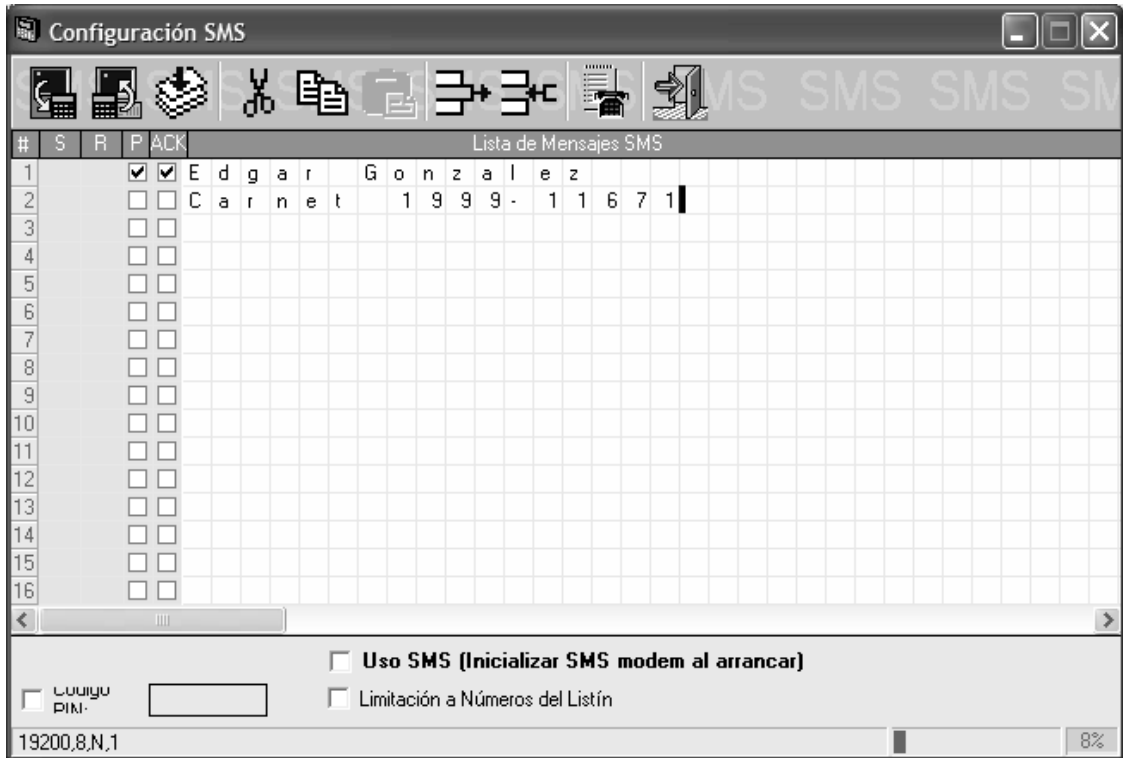 Configuración SMS
SMS SMS SMS SM
# S R P ACK Lista de Mensajes SMS
1 Edgar Gonzalez
2 Carnet 1999-11671
3
4
5
6
7
8
9
10
11
12
13
14
15
16
Uso SMS (Inicializar SMS modem al arrancar)
Código
PIN:
Limitación a Números del Listín
19200,8,N,1 8%